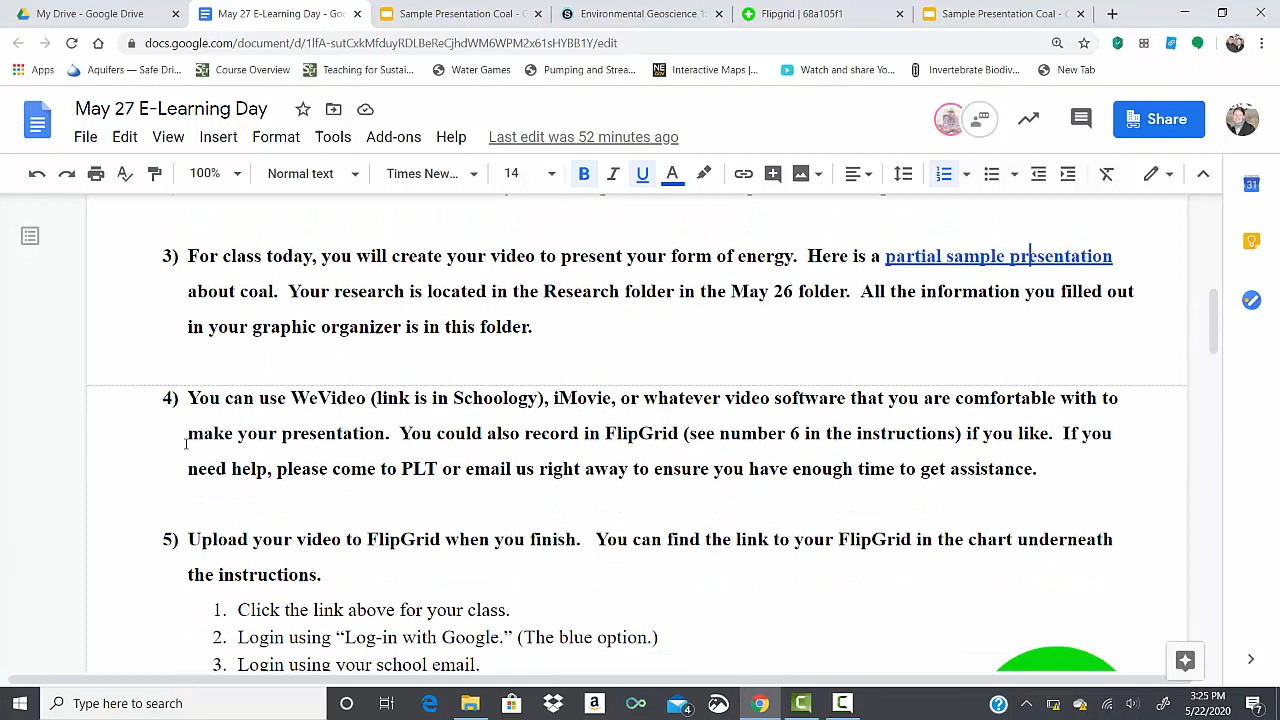 My Drive - Google Drive
May 27 E-Learning Day - Go
Sample Presentation Coal -
Environmental Geoscience 1
Flipgrid | 683d05f1
Sample Presentation Coal -
Apps
Aquifers — Safe Dri...
Course Overview
Teaching for Sustai...
Water Games
Pumping and Strea...
Interactive Maps |...
Watch and share Yo...
Invertebrate Biodiv...
New Tab
May 27 E-Learning Day
File Edit View Insert Format Tools Add-ons Help Last edit was 52 minutes ago
Share
100% Normal text Times New... 14 B I U A
31
3) For class today, you will create your video to present your form of energy. Here is a partial sample presentation
about coal. Your research is located in the Research folder in the May 26 folder. All the information you filled out
in your graphic organizer is in this folder.
4) You can use WeVideo (link is in Schoology), iMovie, or whatever video software that you are comfortable with to
make your presentation. You could also record in FlipGrid (see number 6 in the instructions) if you like. If you
need help, please come to PLT or email us right away to ensure you have enough time to get assistance.
5) Upload your video to FlipGrid when you finish. You can find the link to your FlipGrid in the chart underneath
the instructions.
1. Click the link above for your class.
2. Login using “Log-in with Google.” (The blue option.)
3. Login using your school email.
Type here to search
4
3:25 PM
5/22/2020
7